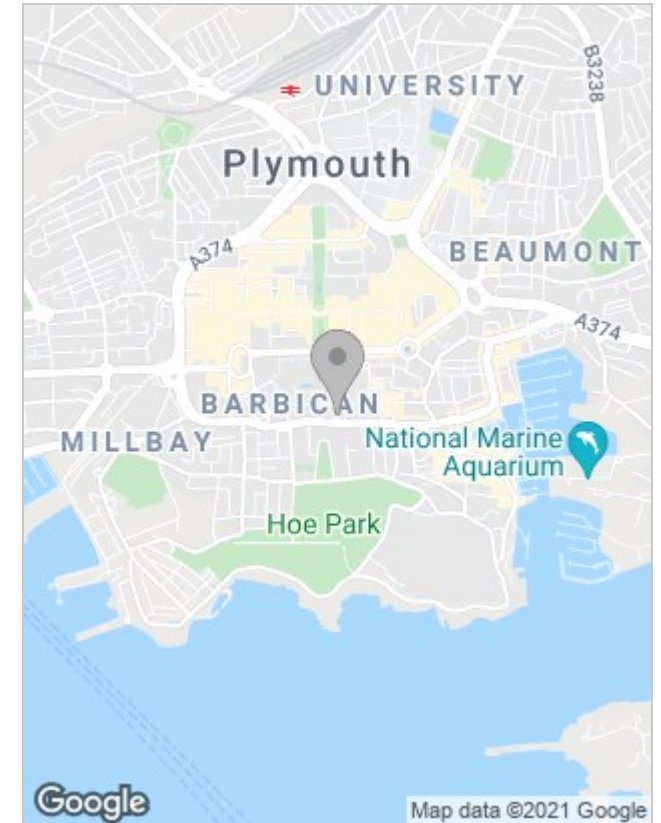 UNIVERSITY
B3238
Plymouth
A374
BEAUMONT
A374
BARBICAN
MILLBAY
National Marine
Aquarium
Hoe Park
Google
Map data ©2021 Google